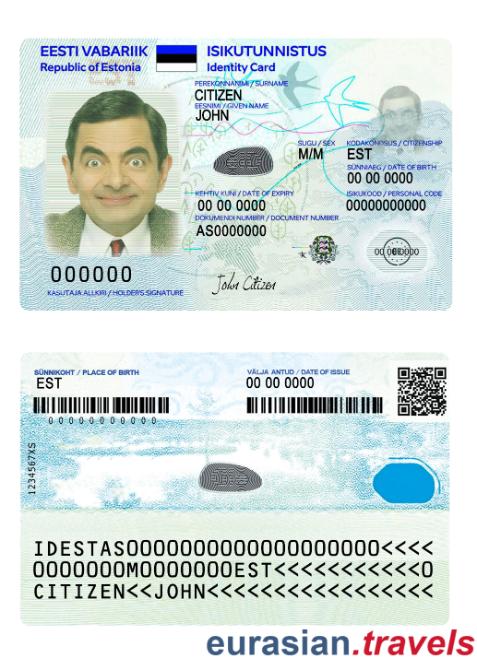 EESTI VABARIIK
Republic of Estonia
ISIKUTUNNISTUS
Identity Card
PEREKONNANIMI / SURNAME
CITIZEN
EESNIMI / GIVEN NAME
JOHN
SUGU / SEX
M/M
KODAKONDSUS / CITIZENSHIP
EST
SÜNNIAEG / DATE OF BIRTH
00 00 0000
KEHTIV KUNI / DATE OF EXPIRY
00 00 0000
ISIKUKOOD / PERSONAL CODE
00000000000
DOKUMENDI NUMBER / DOCUMENT NUMBER
AS0000000
000000
John Citizen
KASUTAJA ALLKIRI / HOLDER'S SIGNATURE
SÜNNIKOHT / PLACE OF BIRTH
EST
VÄLJA ANTUD / DATE OF ISSUE
00 00 0000
00000000000
1234567XS
IDESTAS0000000000000000000<<<<
0000000M0000000EST<<<<<<<<<<<0
CITIZEN<<JOHN<<<<<<<<<<<<<<<<<
eurasian.travels